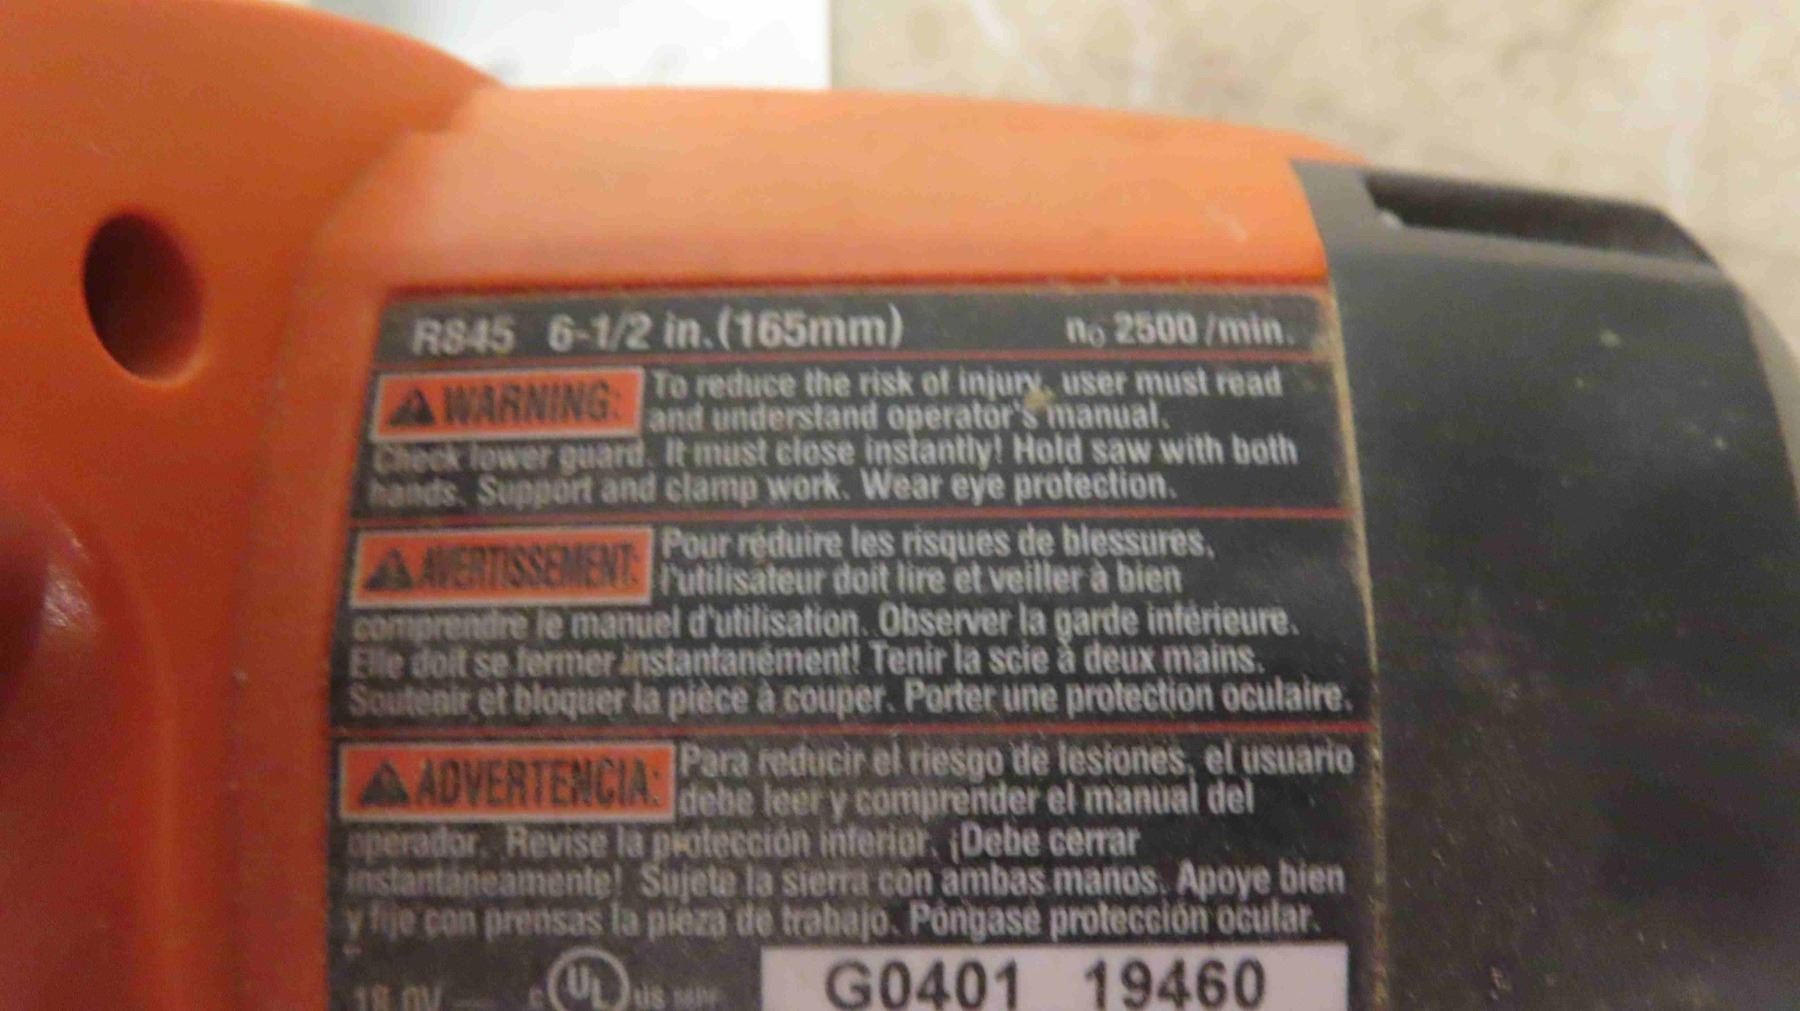 R845 6-1/2 in. (165mm) n₀ 2500 /min.
⚠ WARNING: To reduce the risk of injury, user must read
and understand operator's manual.
Check lower guard. It must close instantly! Hold saw with both
hands. Support and clamp work. Wear eye protection.
⚠ AVERTISSEMENT: Pour réduire les risques de blessures,
l'utilisateur doit lire et veiller à bien
comprendre le manuel d'utilisation. Observer la garde inférieure.
Elle doit se fermer instantanément! Tenir la scie à deux mains.
Soutenir et bloquer la pièce à couper. Porter une protection oculaire.
⚠ ADVERTENCIA: Para reducir el riesgo de lesiones, el usuario
debe leer y comprender el manual del
operador. Revise la protección inferior. ¡Debe cerrar
instantáneamente! Sujete la sierra con ambas manos. Apoye bien
y fije con prensas la pieza de trabajo. Póngase protección ocular.
18.0V c UL US G0401 19460